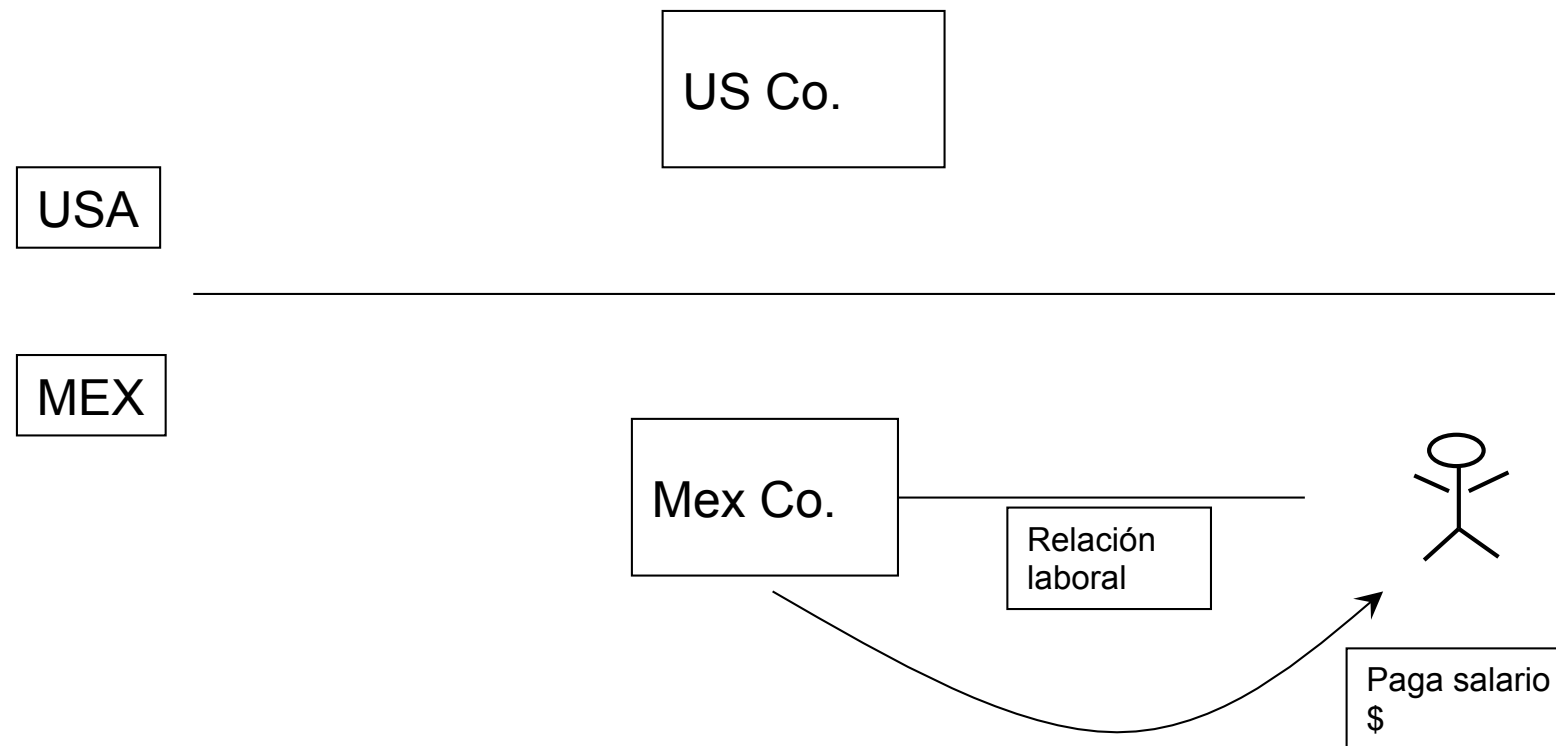 US Co.
USA
MEX
Mex Co.
Relación
laboral
Paga salario
$